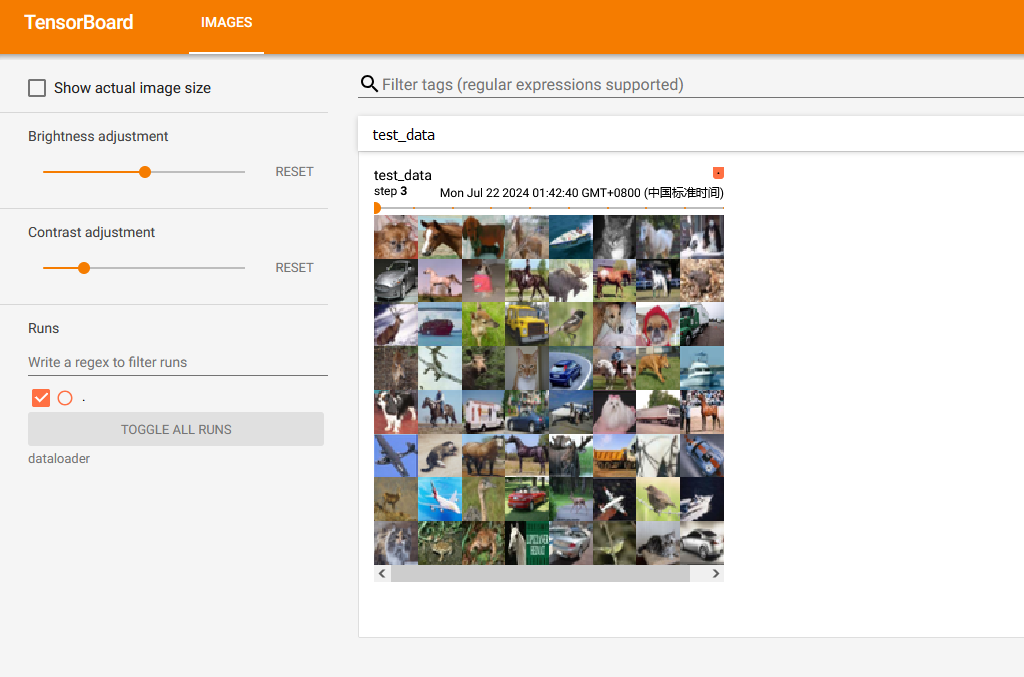 TensorBoard
IMAGES
Show actual image size
Filter tags (regular expressions supported)
Brightness adjustment
RESET
Contrast adjustment
RESET
Runs
Write a regex to filter runs
.
TOGGLE ALL RUNS
dataloader
test_data
test_data
step 3
Mon Jul 22 2024 01:42:40 GMT+0800 (中国标准时间)